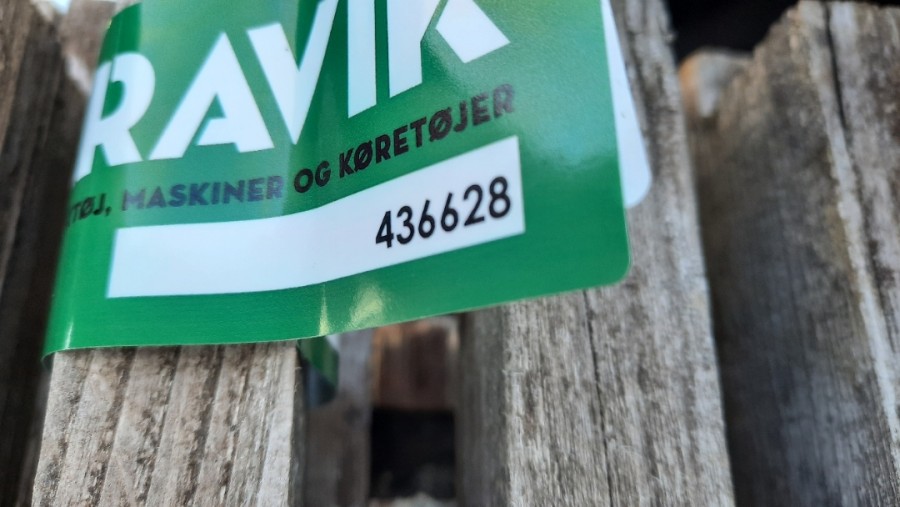 RAVIK
TØJ, MASKINER OG KØRETØJER
436628